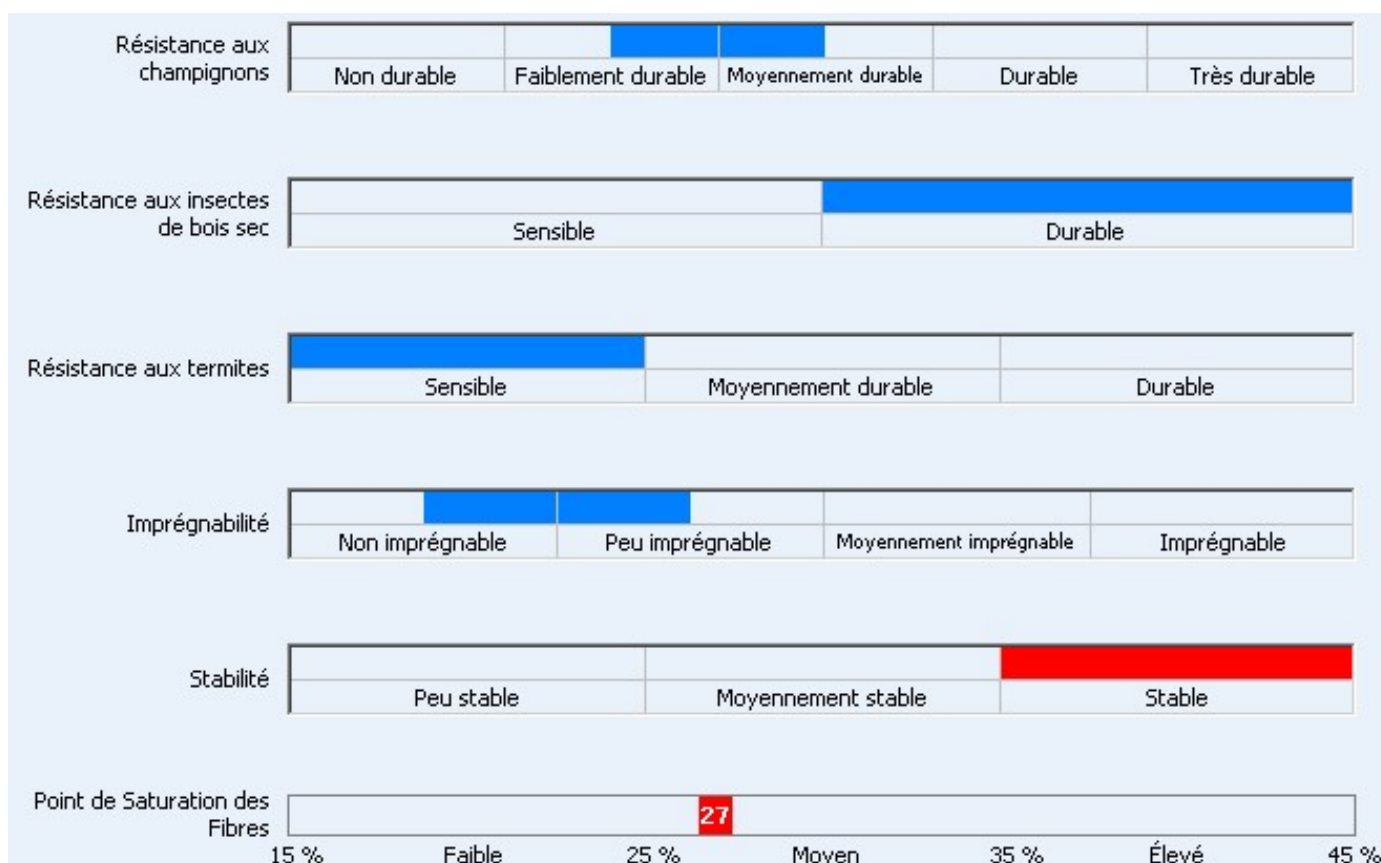 Résistance aux
champignons
Non durable Faiblement durable Moyennement durable Durable Très durable
Résistance aux insectes
de bois sec
Sensible Durable
Résistance aux termites
Sensible Moyennement durable Durable
Imprégnabilité
Non imprégnable Peu imprégnable Moyennement imprégnable Imprégnable
Stabilité
Peu stable Moyennement stable Stable
Point de Saturation des
Fibres
27
15 % Faible 25 % Moyen 35 % Élevé 45 %